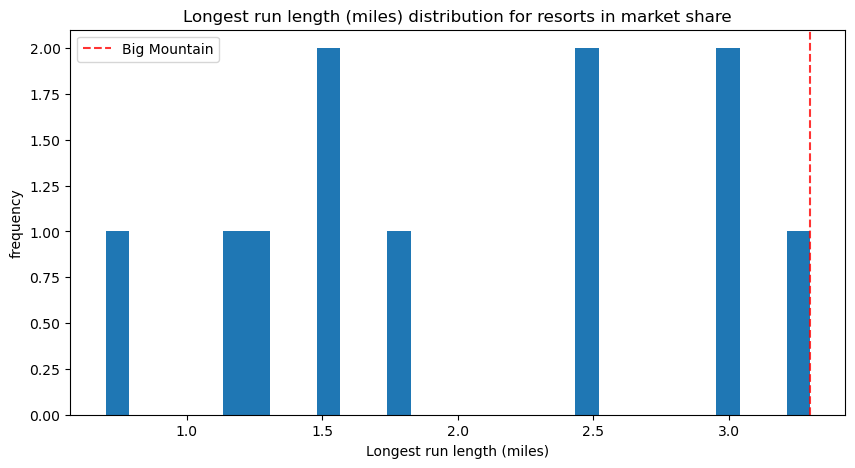 Longest run length (miles) distribution for resorts in market share
Big Mountain
2.00
1.75
1.50
1.25
1.00
0.75
0.50
0.25
0.00
frequency
1.0 1.5 2.0 2.5 3.0
Longest run length (miles)